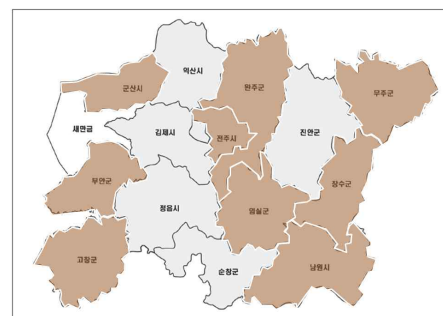 익산시
완주군
군산시
무주군
새만금
김제시
전주시
진안군
부안군
정읍시
임실군
장수군
고창군
순창군
남원시